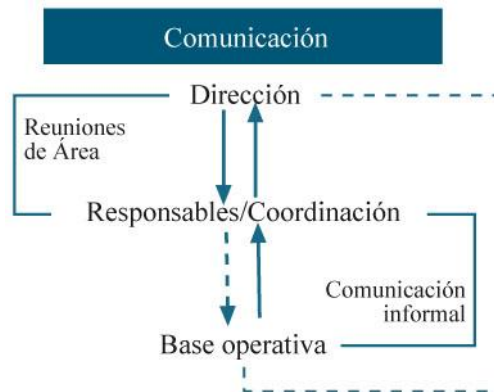 Comunicación
Dirección
Reuniones
de Área
Responsables/Coordinación
Comunicación
informal
Base operativa